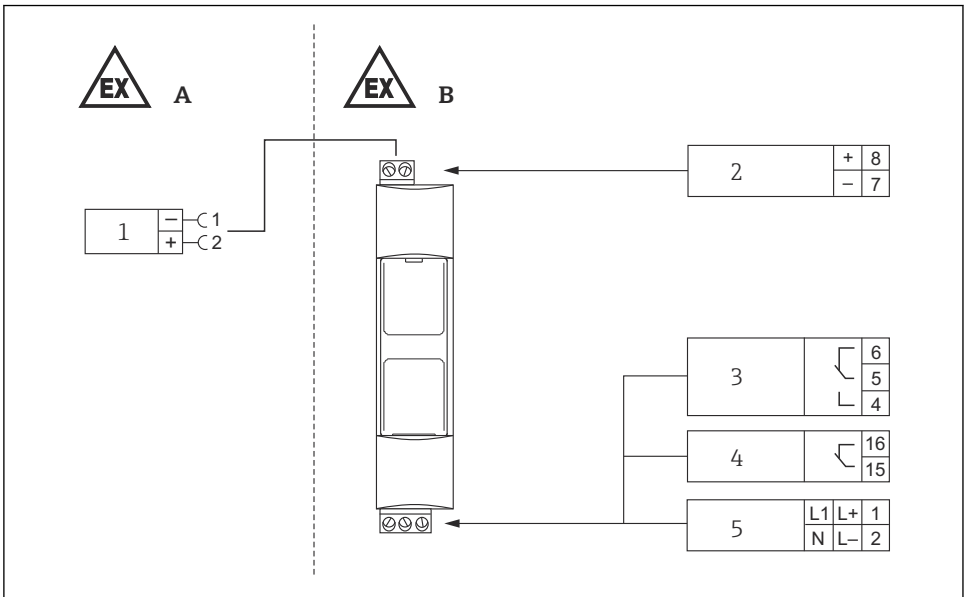 EX A
EX B
2 + 8
– 7
1 – 1
+ 2
3 6
5
4
4 16
15
5 L1 L+ 1
N L– 2